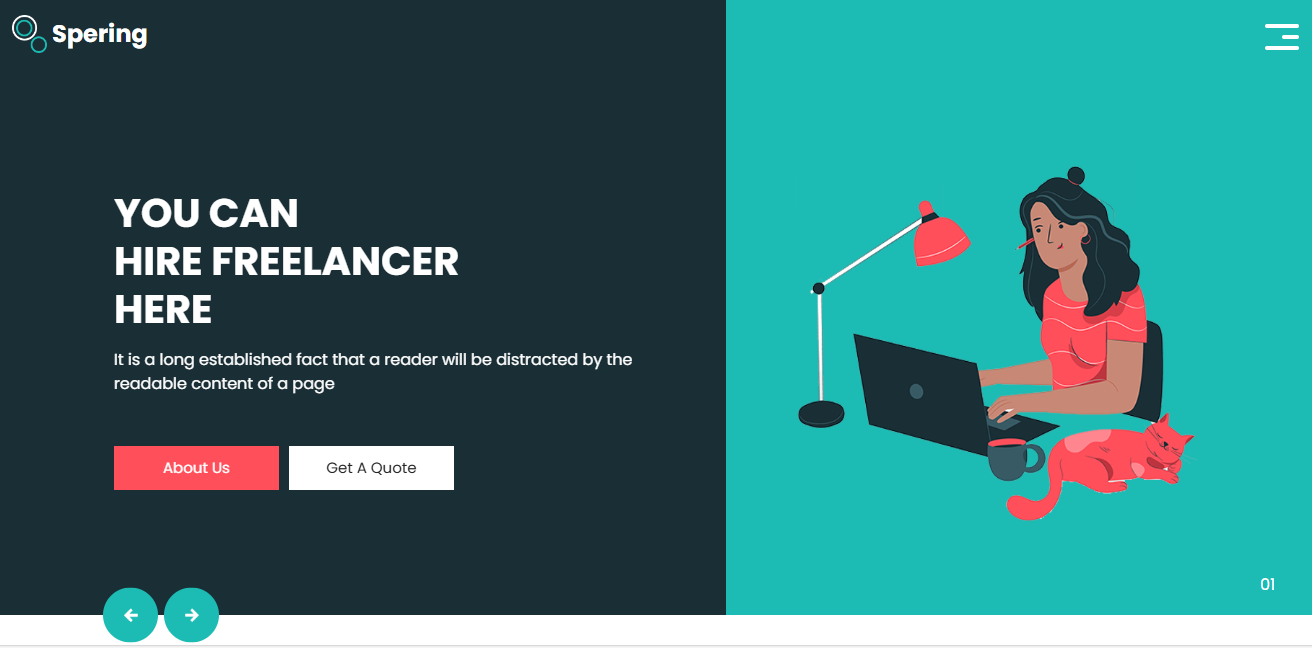 Spering
YOU CAN
HIRE FREELANCER
HERE
It is a long established fact that a reader will be distracted by the
readable content of a page
About Us
Get A Quote
01